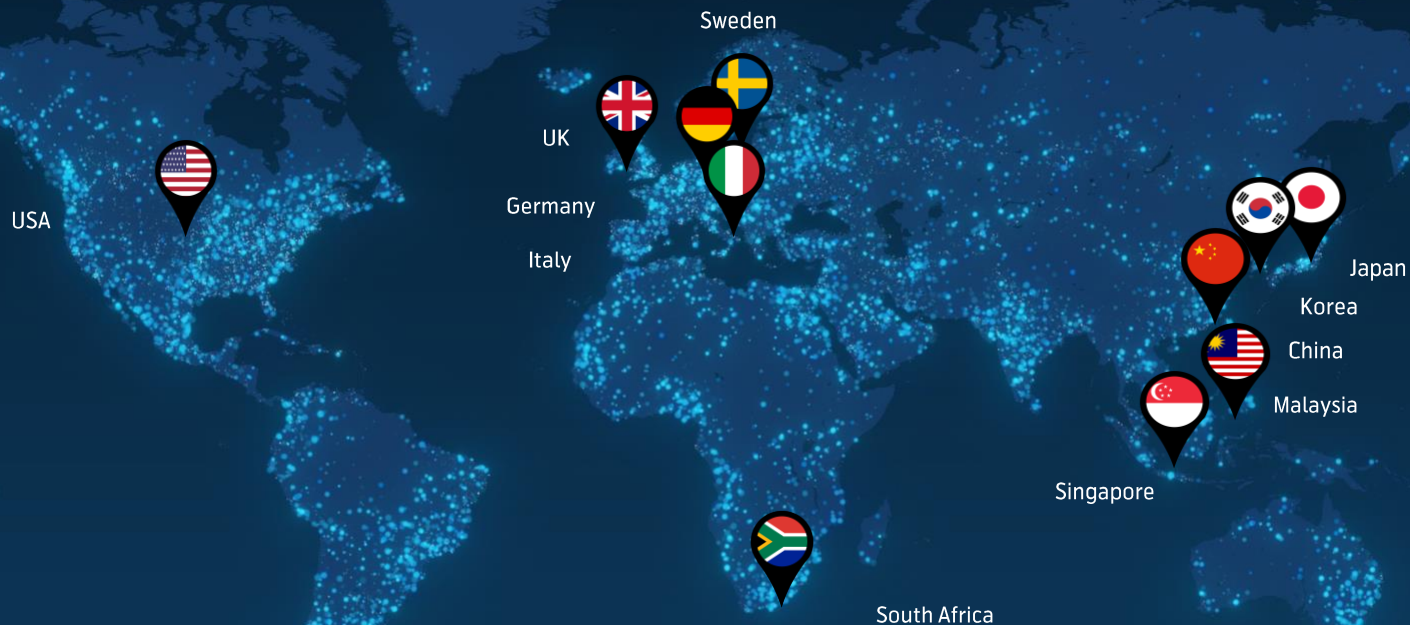 Sweden
UK
Germany
USA
Italy
Japan
Korea
China
Malaysia
Singapore
South Africa